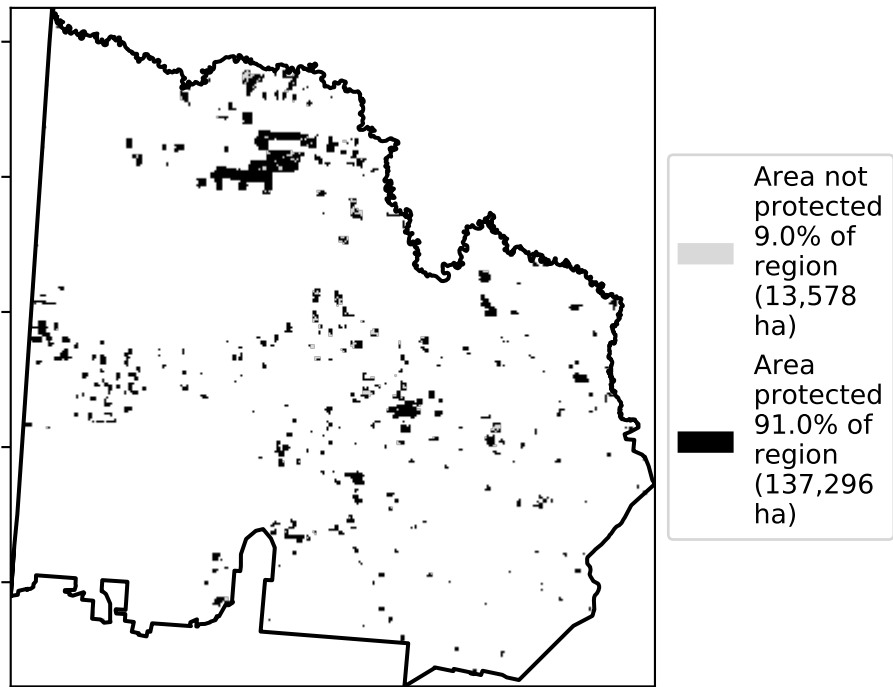 Area not
protected
9.0% of
region
(13,578
ha)
Area
protected
91.0% of
region
(137,296
ha)